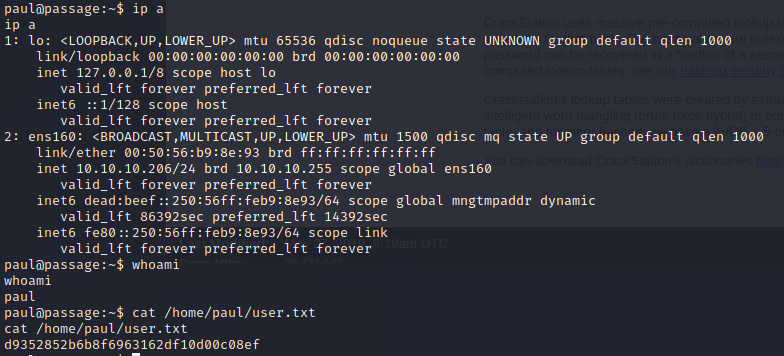 paul@passage:~$ ip a
ip a
1: lo: <LOOPBACK,UP,LOWER_UP> mtu 65536 qdisc noqueue state UNKNOWN group default qlen 1000
    link/loopback 00:00:00:00:00:00 brd 00:00:00:00:00:00
    inet 127.0.0.1/8 scope host lo
       valid_lft forever preferred_lft forever
    inet6 ::1/128 scope host
       valid_lft forever preferred_lft forever
2: ens160: <BROADCAST,MULTICAST,UP,LOWER_UP> mtu 1500 qdisc mq state UP group default qlen 1000
    link/ether 00:50:56:b9:8e:93 brd ff:ff:ff:ff:ff:ff
    inet 10.10.10.206/24 brd 10.10.10.255 scope global ens160
       valid_lft forever preferred_lft forever
    inet6 dead:beef::250:56ff:feb9:8e93/64 scope global mngtmpaddr dynamic
       valid_lft 86392sec preferred_lft 14392sec
    inet6 fe80::250:56ff:feb9:8e93/64 scope link
       valid_lft forever preferred_lft forever
paul@passage:~$ whoami
whoami
paul
paul@passage:~$ cat /home/paul/user.txt
cat /home/paul/user.txt
d9352852b6b8f6963162df10d00c08ef
CrackStation uses massive pre-computed lookup
password can be recovered in a fraction of a
computed lookup tables, see our hashing security
Crackstation's lookup tables were created by
intelligent word mangling (brute force hybrid) to
You can download CrackStation's dictionaries here